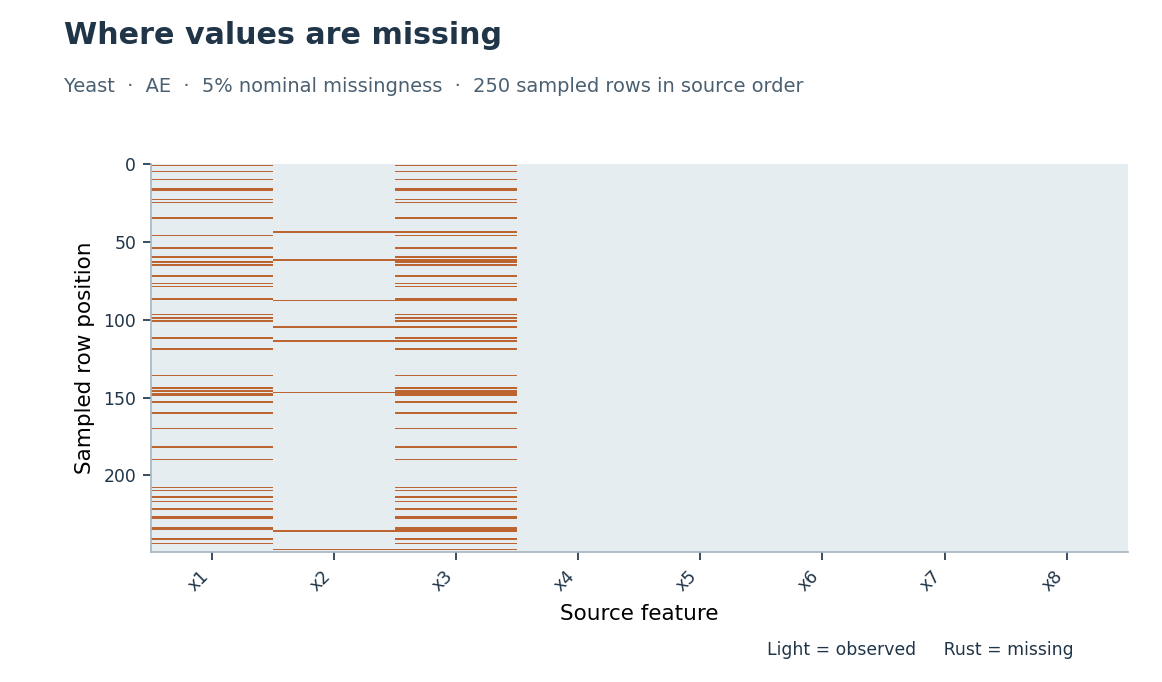 Where values are missing
Yeast · AE · 5% nominal missingness · 250 sampled rows in source order
0
50
100
150
200
Sampled row position
x1 x2 x3 x4 x5 x6 x7 x8
Source feature
Light = observed Rust = missing